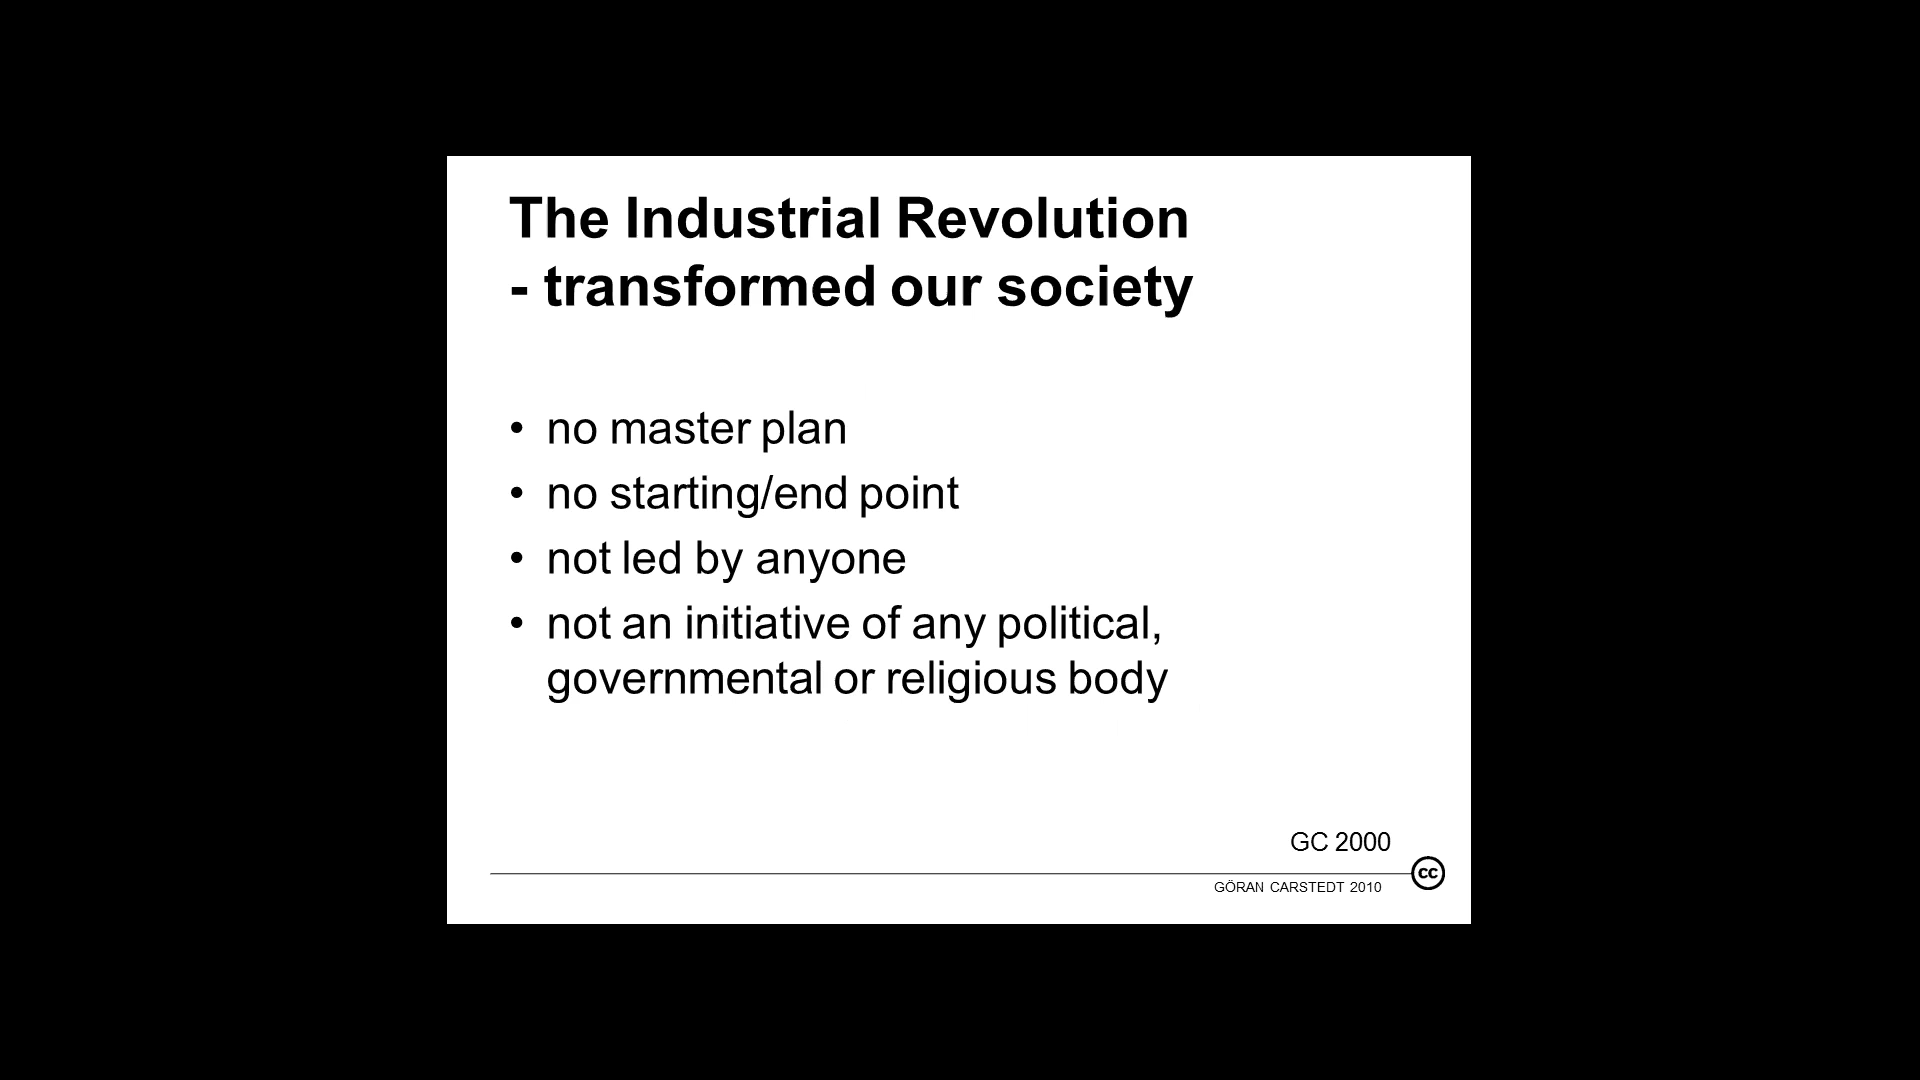 The Industrial Revolution
- transformed our society
• no master plan
• no starting/end point
• not led by anyone
• not an initiative of any political,
governmental or religious body
GC 2000
GÖRAN CARSTEDT 2010
cc